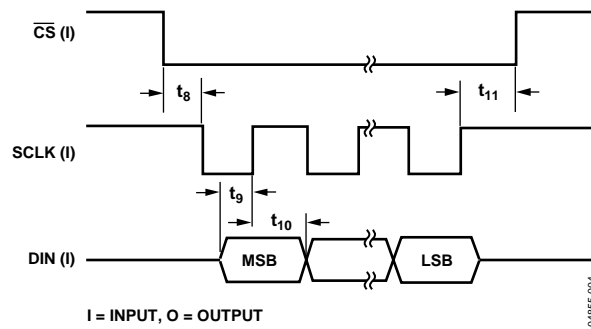 CS (I)
t8
t11
SCLK (I)
t9
t10
DIN (I)
MSB
LSB
I = INPUT, O = OUTPUT
04855-004